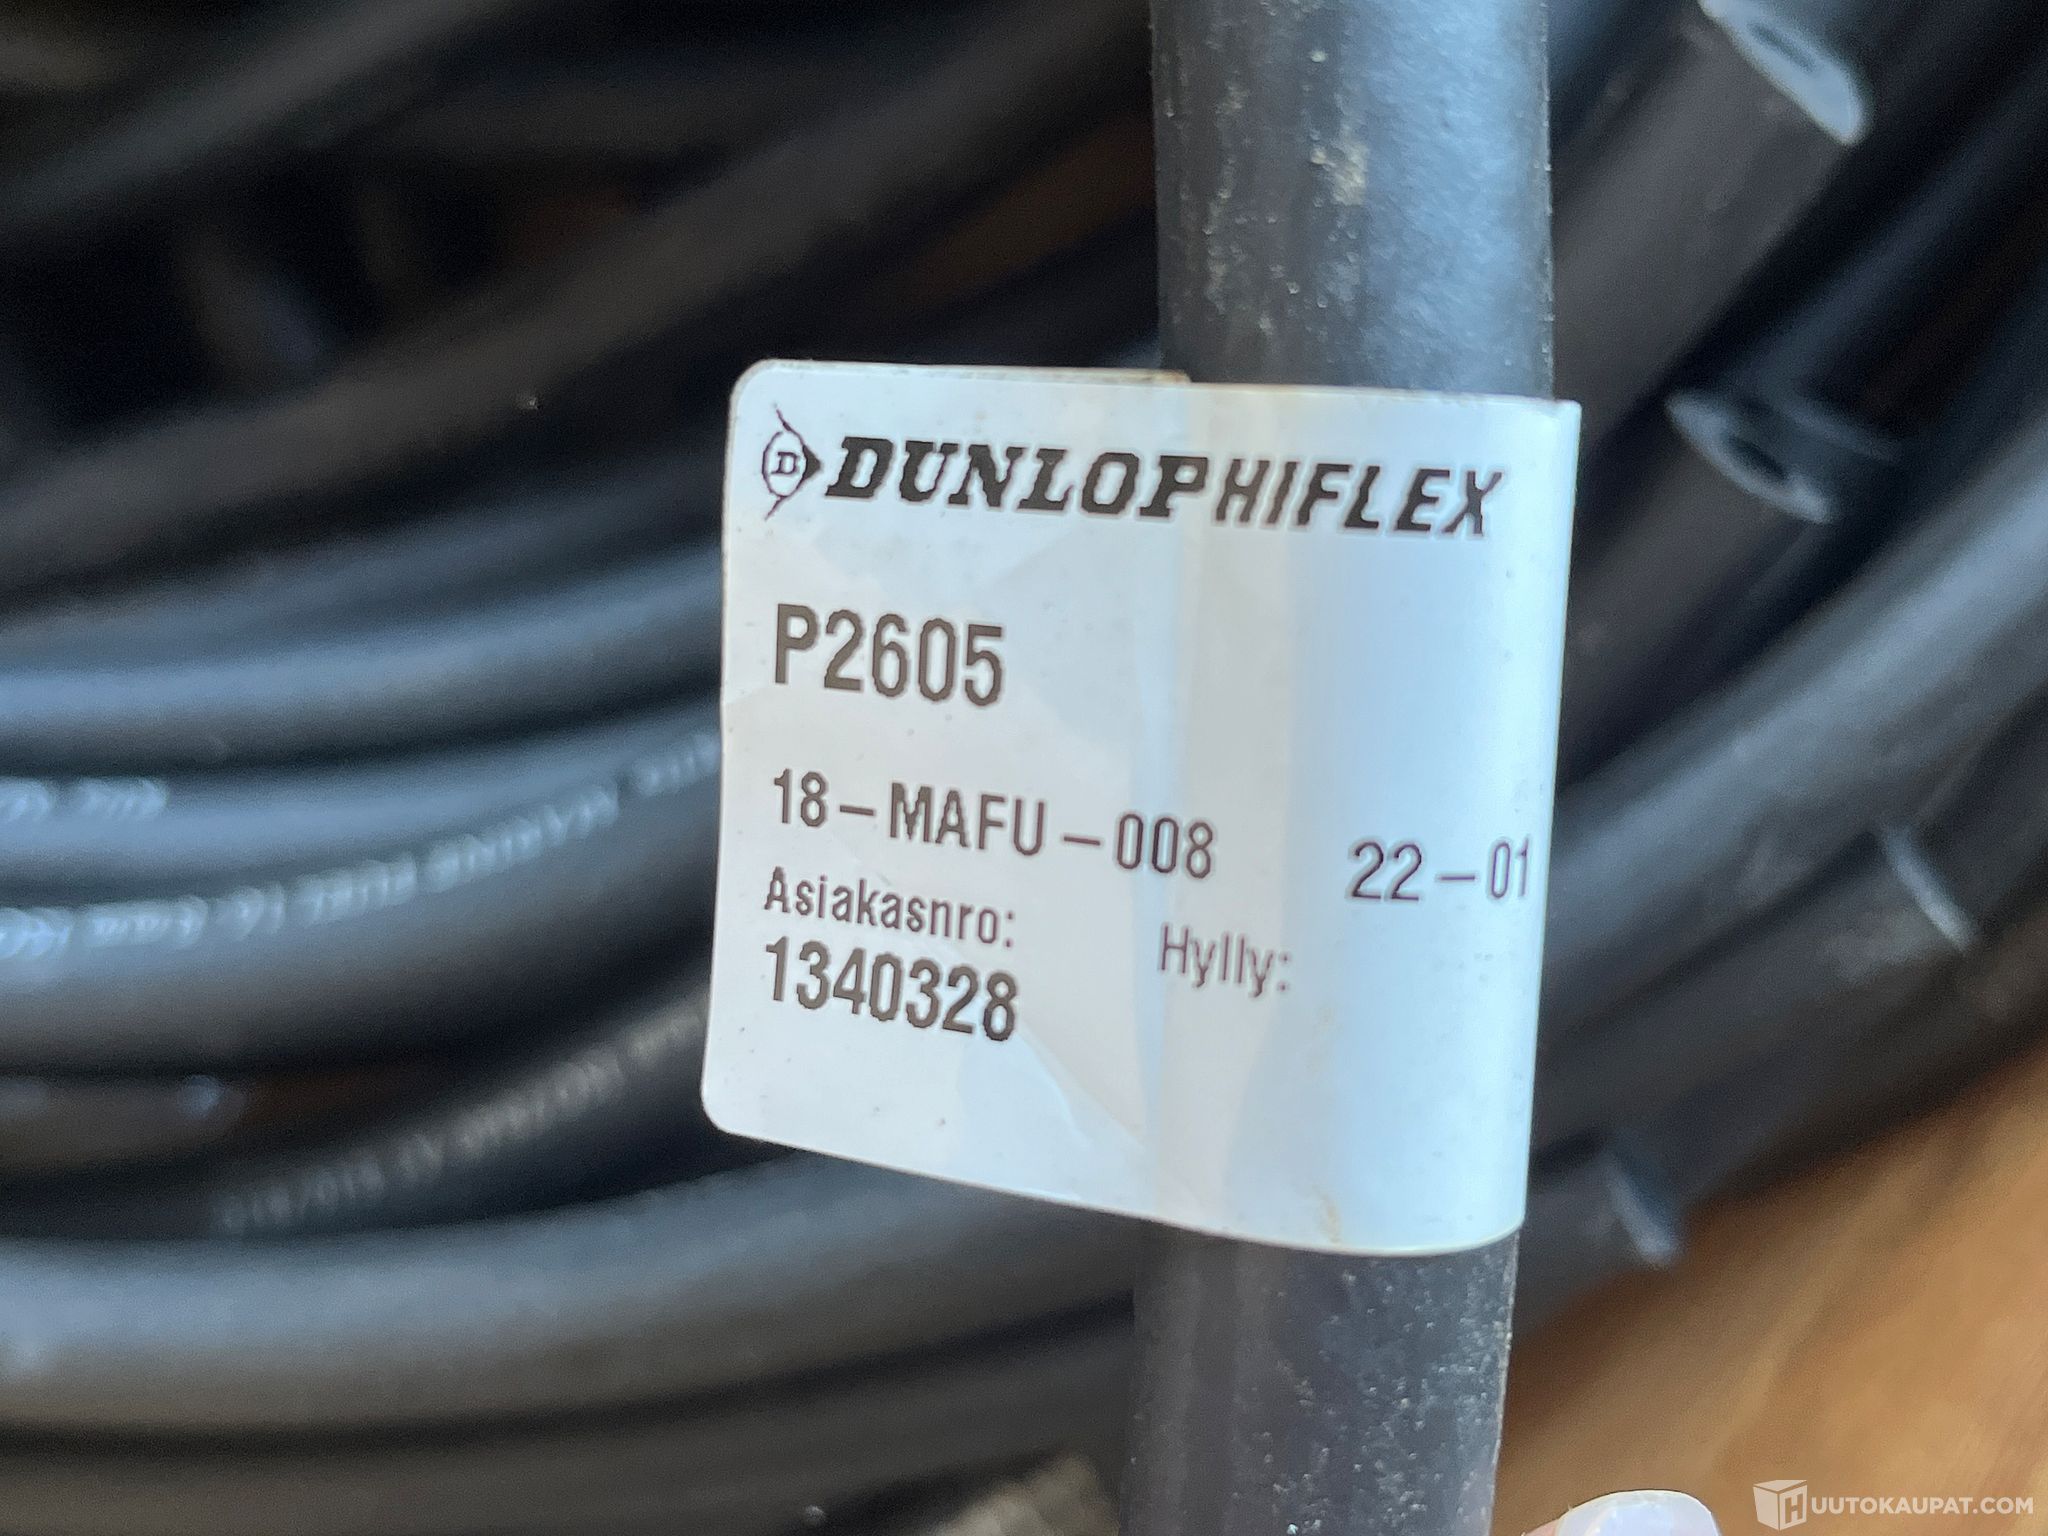 D DUNLOPHIFLEX
P2605
18-MAFU-008 22-01
Asiakasnro: Hylly:
1340328
HUUTOKAUPAT.COM